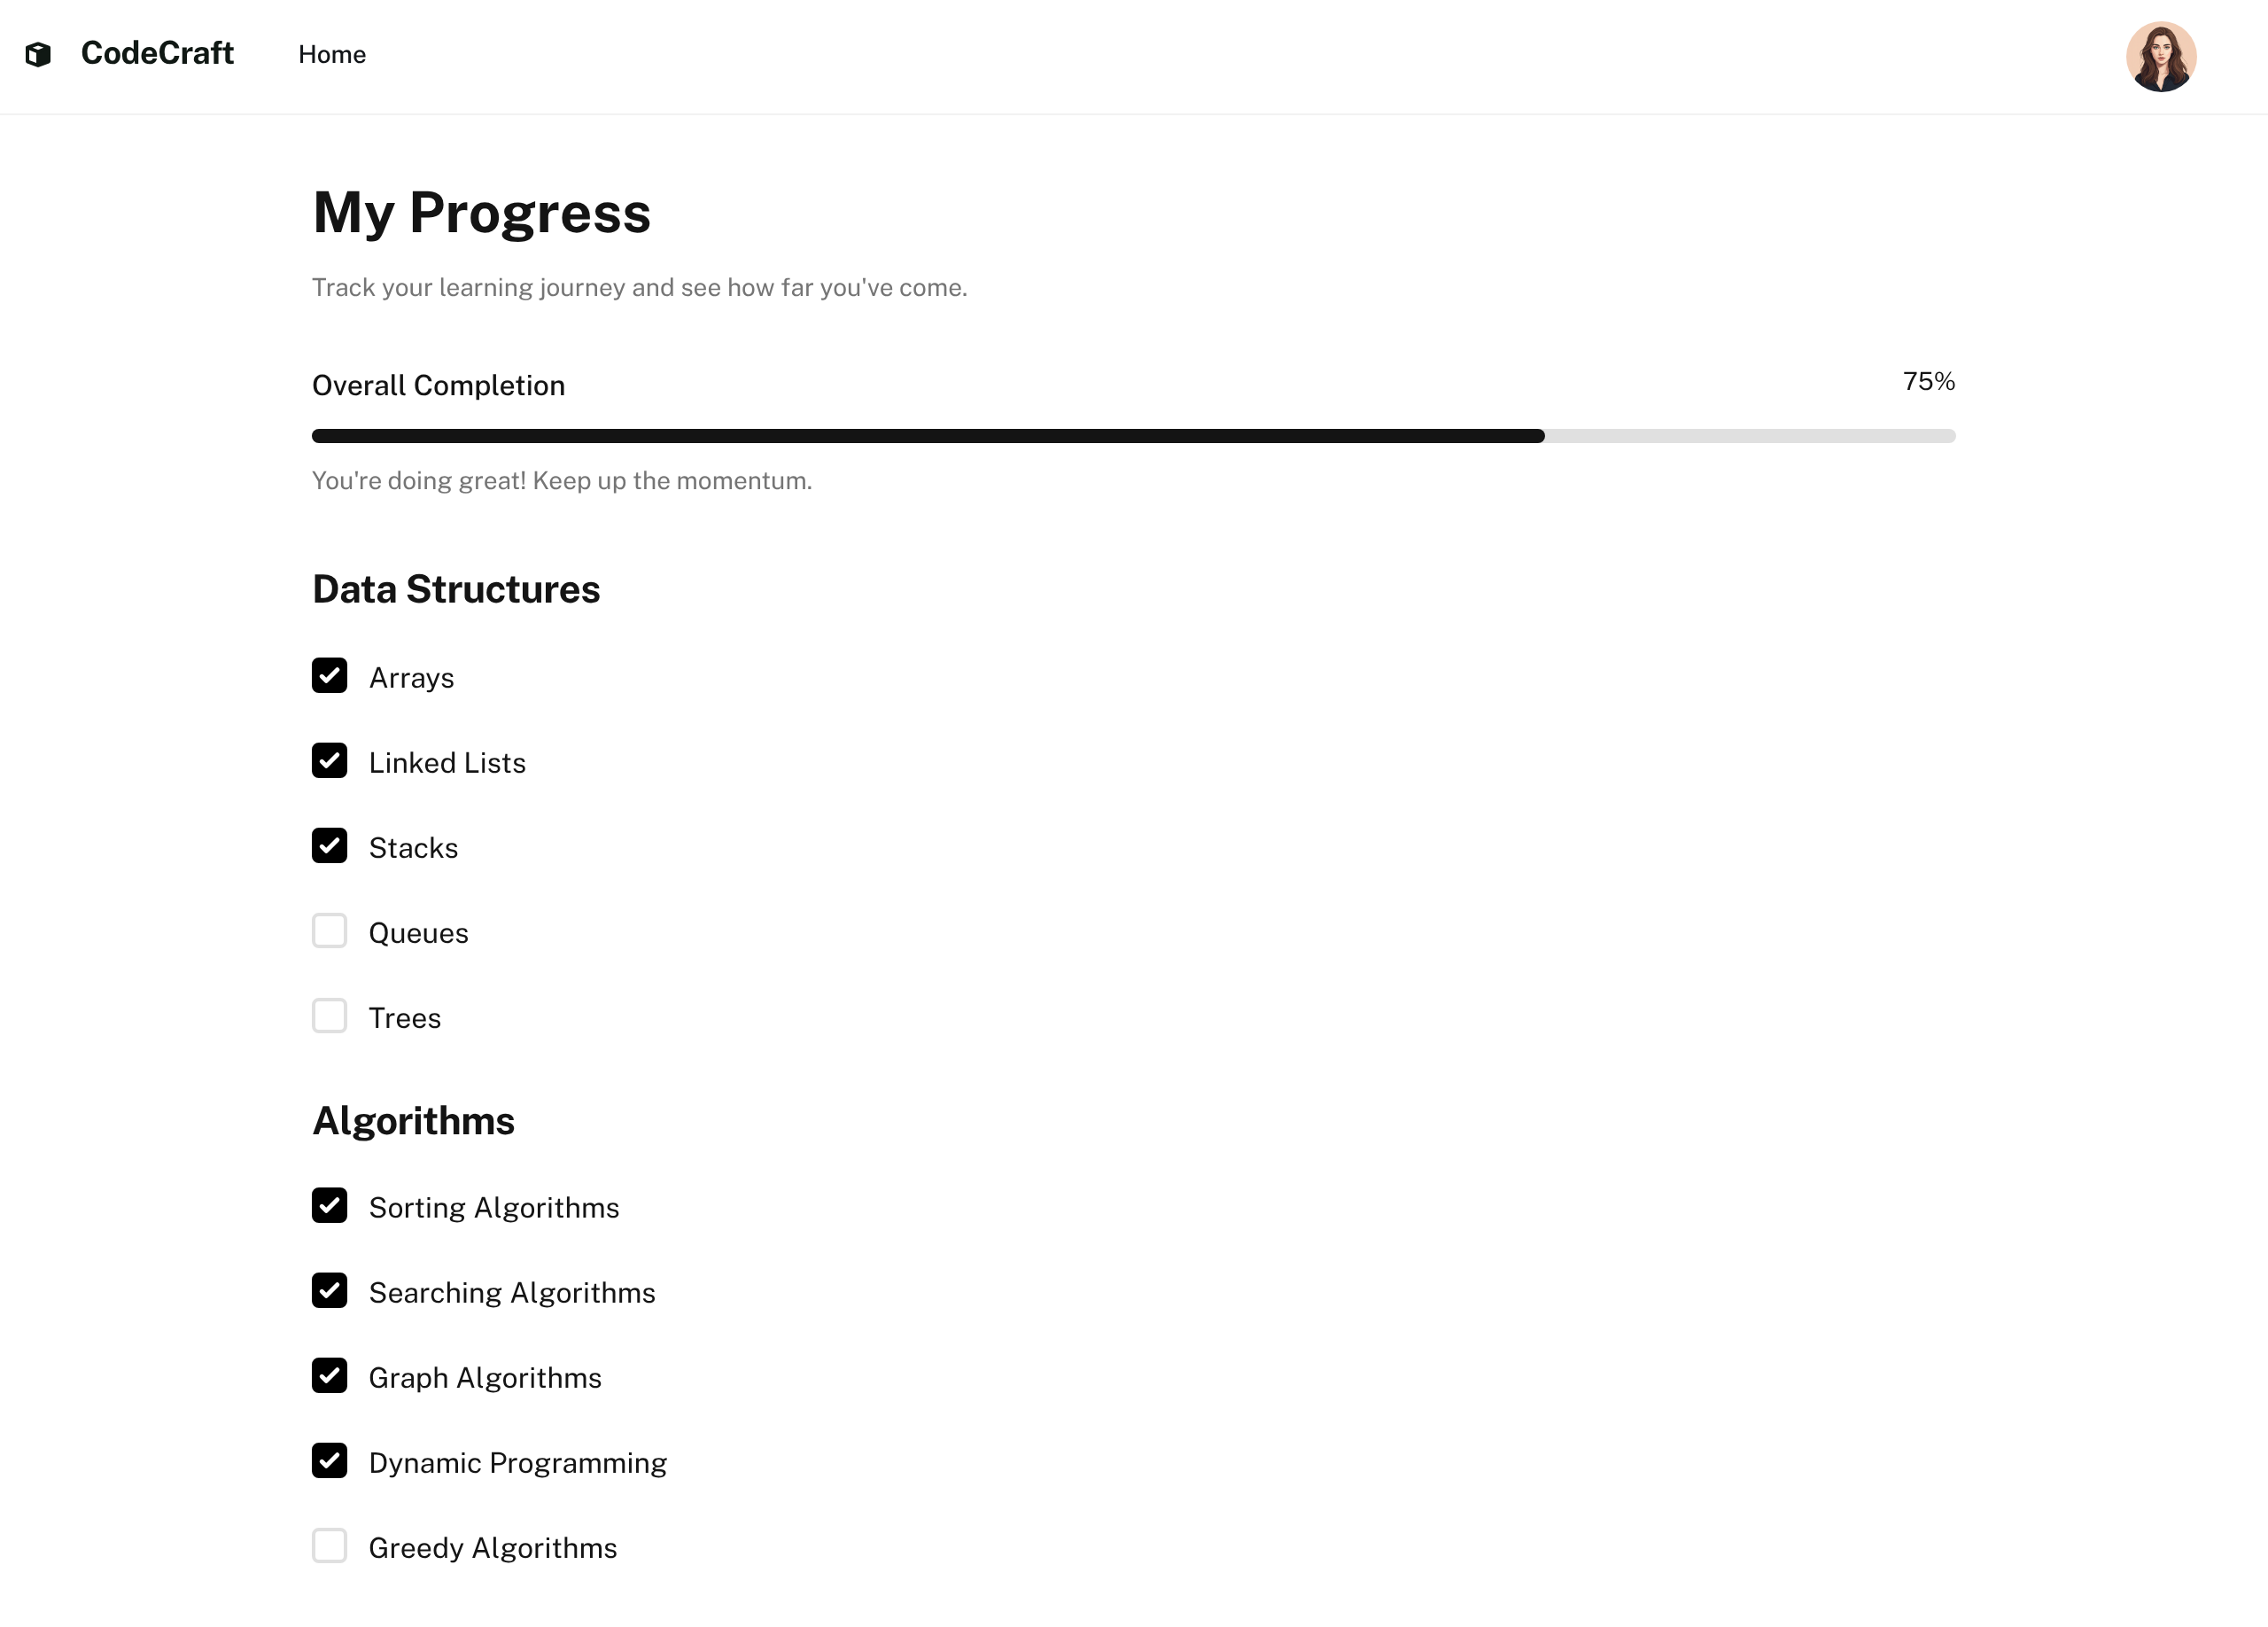 CodeCraft Home
My Progress
Track your learning journey and see how far you've come.
Overall Completion 75%
You're doing great! Keep up the momentum.
Data Structures
Arrays
Linked Lists
Stacks
Queues
Trees
Algorithms
Sorting Algorithms
Searching Algorithms
Graph Algorithms
Dynamic Programming
Greedy Algorithms